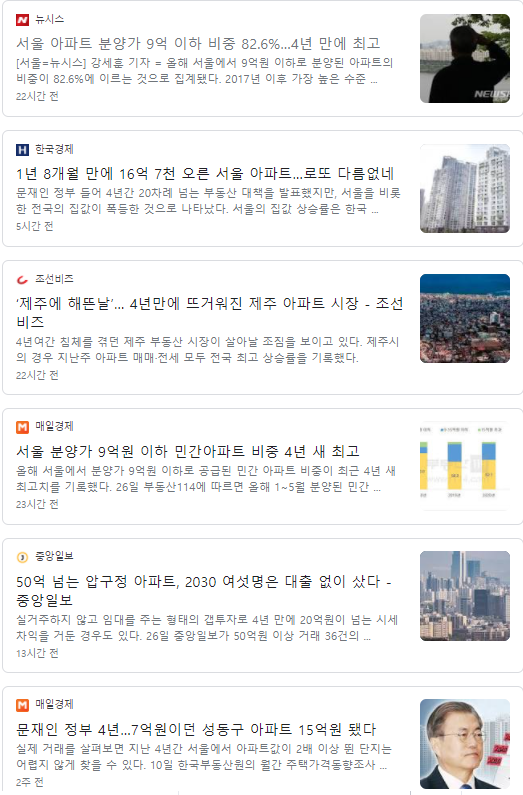 뉴시스
서울 아파트 분양가 9억 이하 비중 82.6%...4년 만에 최고
[서울=뉴시스] 강세훈 기자 = 올해 서울에서 9억원 이하로 분양된 아파트의
비중이 82.6%에 이르는 것으로 집계됐다. 2017년 이후 가장 높은 수준 ...
22시간 전
NEWSIS
한국경제
1년 8개월 만에 16억 7천 오른 서울 아파트...로또 다름없네
문재인 정부 들어 4년간 20차례 넘는 부동산 대책을 발표했지만, 서울을 비롯
한 전국의 집값이 폭등한 것으로 나타났다. 서울의 집값 상승률은 한국 ...
5시간 전
조선비즈
‘제주에 해뜬날’... 4년만에 뜨거워진 제주 아파트 시장 - 조선
비즈
4년여간 침체를 겪던 제주 부동산 시장이 살아날 조짐을 보이고 있다. 제주시
의 경우 지난주 아파트 매매·전세 모두 전국 최고 상승률을 기록했다.
22시간 전
매일경제
서울 분양가 9억원 이하 민간아파트 비중 4년 새 최고
올해 서울에서 분양가 9억원 이하로 공급된 민간 아파트 비중이 최근 4년 새
최고치를 기록했다. 26일 부동산114에 따르면 올해 1~5월 분양된 민간 ...
23시간 전
중앙일보
50억 넘는 압구정 아파트, 2030 여섯명은 대출 없이 샀다 -
중앙일보
실거주하지 않고 임대를 주는 형태의 갭투자로 4년 만에 20억원이 넘는 시세
차익을 거둔 경우도 있다. 26일 중앙일보가 50억원 이상 거래 36건의 ...
13시간 전
매일경제
문재인 정부 4년...7억원이던 성동구 아파트 15억원 됐다
실제 거래를 살펴보면 지난 4년간 서울에서 아파트값이 2배 이상 뛴 단지는
어렵지 않게 찾을 수 있다. 10일 한국부동산원의 월간 주택가격동향조사 ...
2주 전